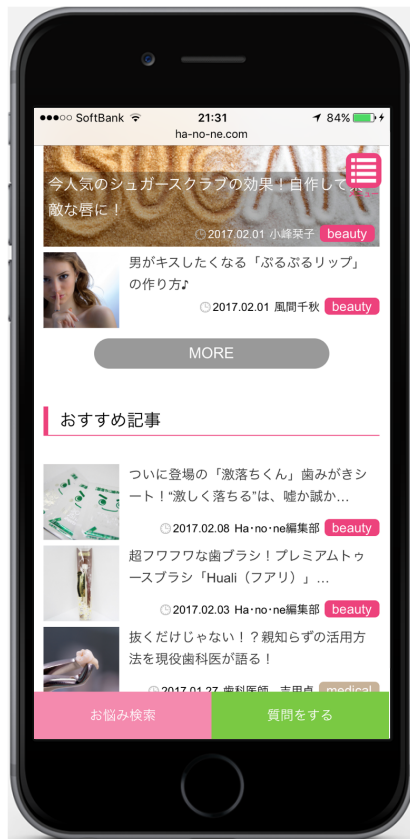 SoftBank 21:31 84%
ha-no-ne.com
今人気のシュガースクラブの効果！自作して素
敵な唇に！
2017.02.01 小峰栞子 beauty
男がキスしたくなる「ぷるぷるリップ」
の作り方♪
2017.02.01 風間千秋 beauty
MORE
おすすめ記事
ついに登場の「激落ちくん」歯みがきシ
ート！“激しく落ちる”は、嘘か誠か…
2017.02.08 Ha･no･ne編集部 beauty
超フワフワな歯ブラシ！プレミアムトゥ
ースブラシ「Huali（フアリ）」…
2017.02.03 Ha･no･ne編集部 beauty
抜くだけじゃない！？親知らずの活用方
法を現役歯科医が語る！
2017.01.27 歯科医師 medical
お悩み検索 質問をする